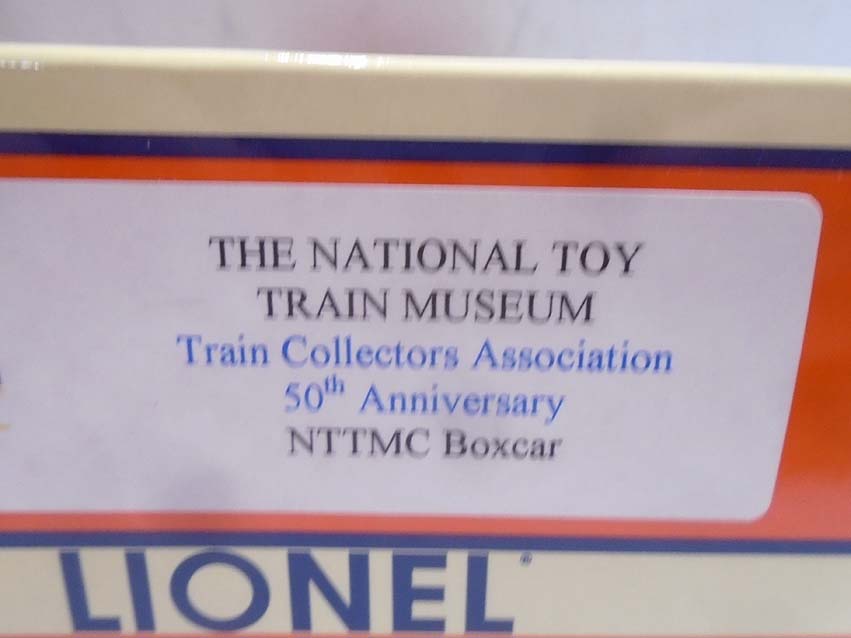 THE NATIONAL TOY
TRAIN MUSEUM
Train Collectors Association
50th Anniversary
NTTMC Boxcar
LIONEL®